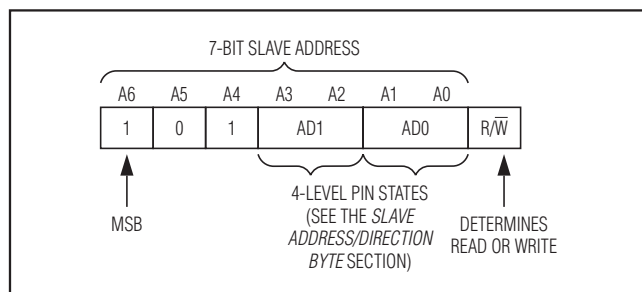 7-BIT SLAVE ADDRESS
A6 A5 A4 A3 A2 A1 A0
1 0 1 AD1 AD0 R/W̅
MSB
4-LEVEL PIN STATES
(SEE THE SLAVE
ADDRESS/DIRECTION
BYTE SECTION)
DETERMINES
READ OR WRITE